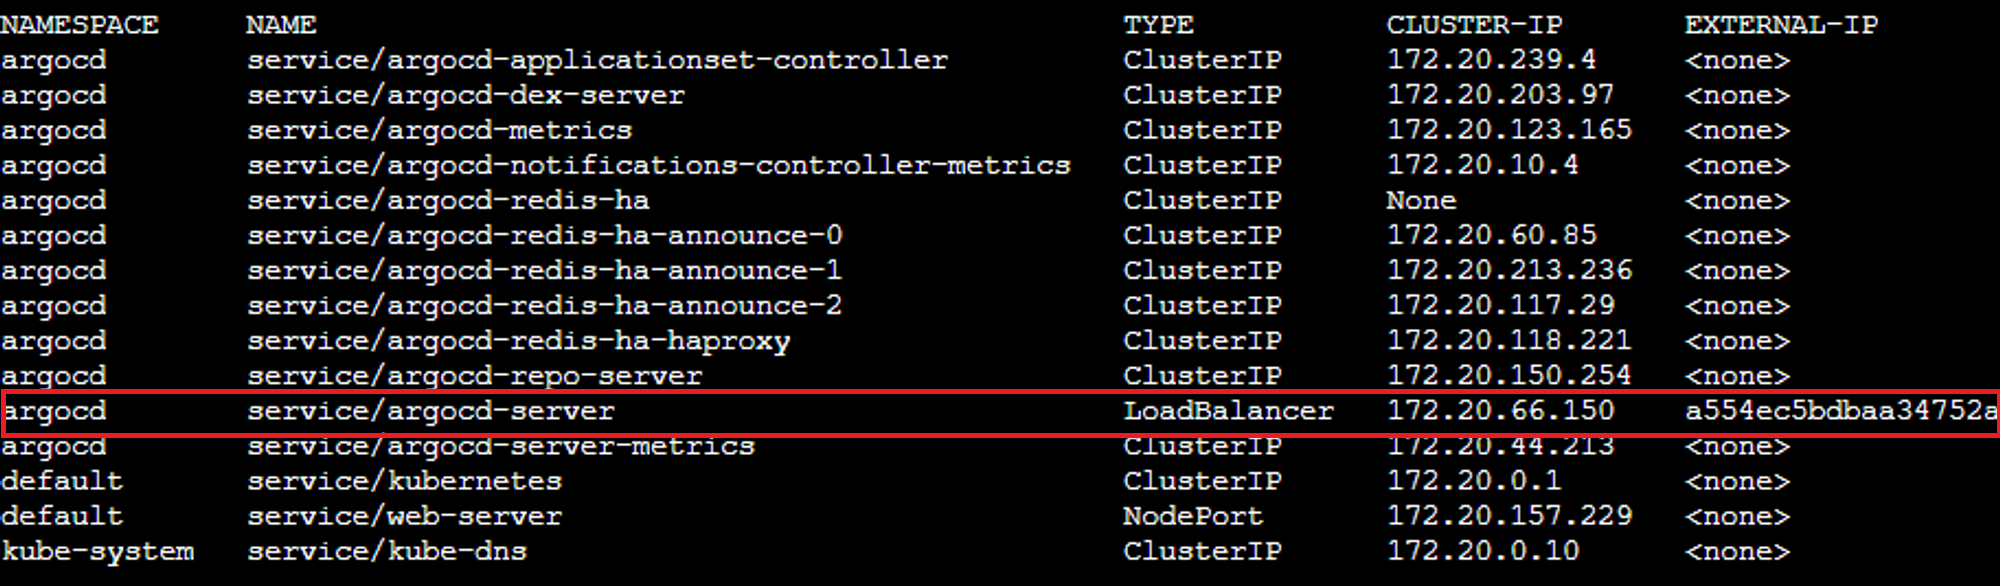 NAMESPACE NAME TYPE CLUSTER-IP EXTERNAL-IP
argocd service/argocd-applicationset-controller ClusterIP 172.20.239.4 <none>
argocd service/argocd-dex-server ClusterIP 172.20.203.97 <none>
argocd service/argocd-metrics ClusterIP 172.20.123.165 <none>
argocd service/argocd-notifications-controller-metrics ClusterIP 172.20.10.4 <none>
argocd service/argocd-redis-ha ClusterIP None <none>
argocd service/argocd-redis-ha-announce-0 ClusterIP 172.20.60.85 <none>
argocd service/argocd-redis-ha-announce-1 ClusterIP 172.20.213.236 <none>
argocd service/argocd-redis-ha-announce-2 ClusterIP 172.20.117.29 <none>
argocd service/argocd-redis-ha-haproxy ClusterIP 172.20.118.221 <none>
argocd service/argocd-repo-server ClusterIP 172.20.150.254 <none>
argocd service/argocd-server LoadBalancer 172.20.66.150 a554ec5bdbaa34752a
argocd service/argocd-server-metrics ClusterIP 172.20.44.213 <none>
default service/kubernetes ClusterIP 172.20.0.1 <none>
default service/web-server NodePort 172.20.157.229 <none>
kube-system service/kube-dns ClusterIP 172.20.0.10 <none>